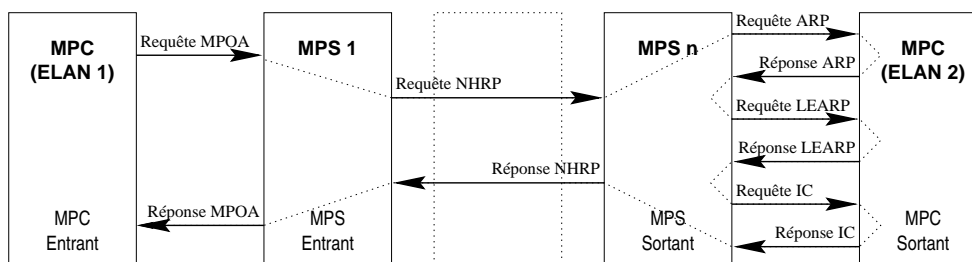 MPC
(ELAN 1)
Requête MPOA
MPS 1
Requête NHRP
MPS n
Requête ARP
MPC
(ELAN 2)
Réponse ARP
Requête LEARP
Réponse LEARP
Réponse NHRP
Requête IC
Réponse MPOA
Réponse IC
MPC
Entrant
MPS
Entrant
MPS
Sortant
MPC
Sortant